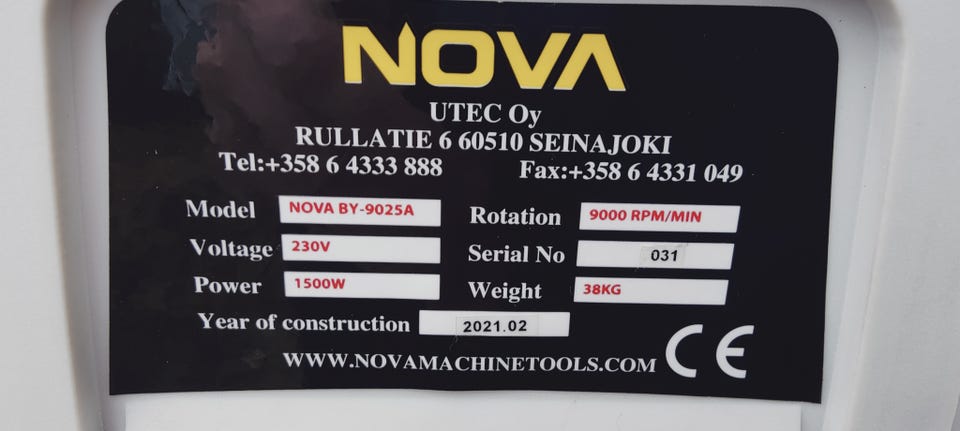 NOVA
UTEC Oy
RULLATIE 6 60510 SEINAJOKI
Tel:+358 6 4333 888 Fax:+358 6 4331 049
Model NOVA BY-9025A Rotation 9000 RPM/MIN
Voltage 230V Serial No 031
Power 1500W Weight 38KG
Year of construction 2021.02
WWW.NOVAMACHINETOOLS.COM CE